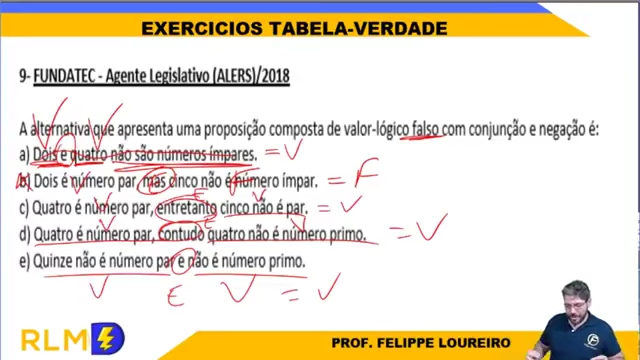 EXERCICIOS TABELA-VERDADE
9- FUNDATEC - Agente Legislativo (ALERS)/2018
A alternativa que apresenta uma proposição composta de valor-lógico falso com conjunção e negação é:
a) Dois e quatro não são números ímpares. = V
b) Dois é número par, mas cinco não é número ímpar. = F
c) Quatro é número par, entretanto cinco não é par. = V
d) Quatro é número par, contudo quatro não é número primo. = V
e) Quinze não é número par e não é número primo.
V E V = V
RLM
PROF. FELIPPE LOUREIRO